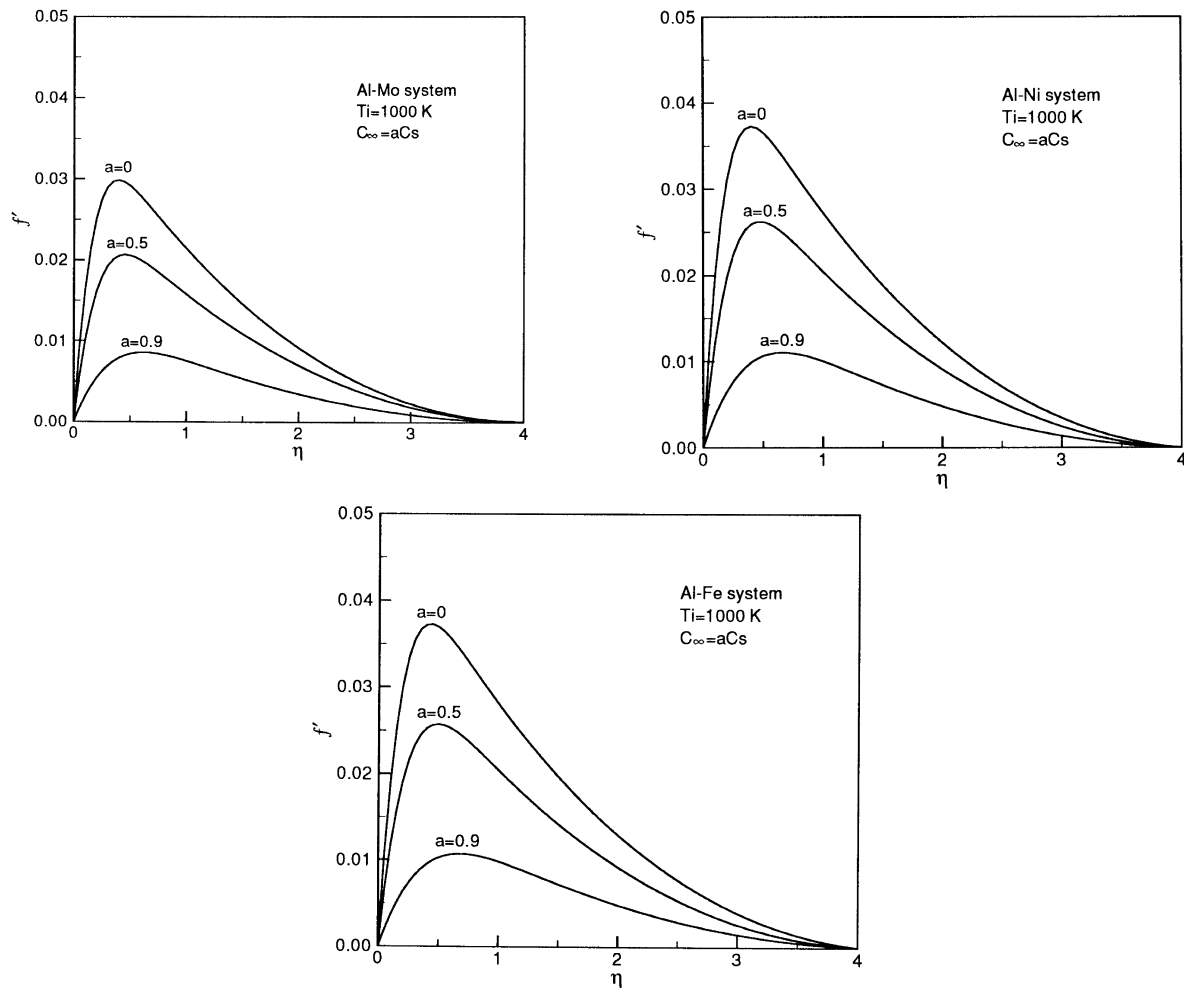 0.05
0.04
0.03
0.02
0.01
0.00
f′
Al-Mo system
Ti=1000 K
C∞=aCs
a=0
a=0.5
a=0.9
0 1 2 3 4
η
0.05
0.04
0.03
0.02
0.01
0.00
f′
Al-Ni system
Ti=1000 K
C∞=aCs
a=0
a=0.5
a=0.9
0 1 2 3 4
η
0.05
0.04
0.03
0.02
0.01
0.00
f′
Al-Fe system
Ti=1000 K
C∞=aCs
a=0
a=0.5
a=0.9
0 1 2 3 4
η